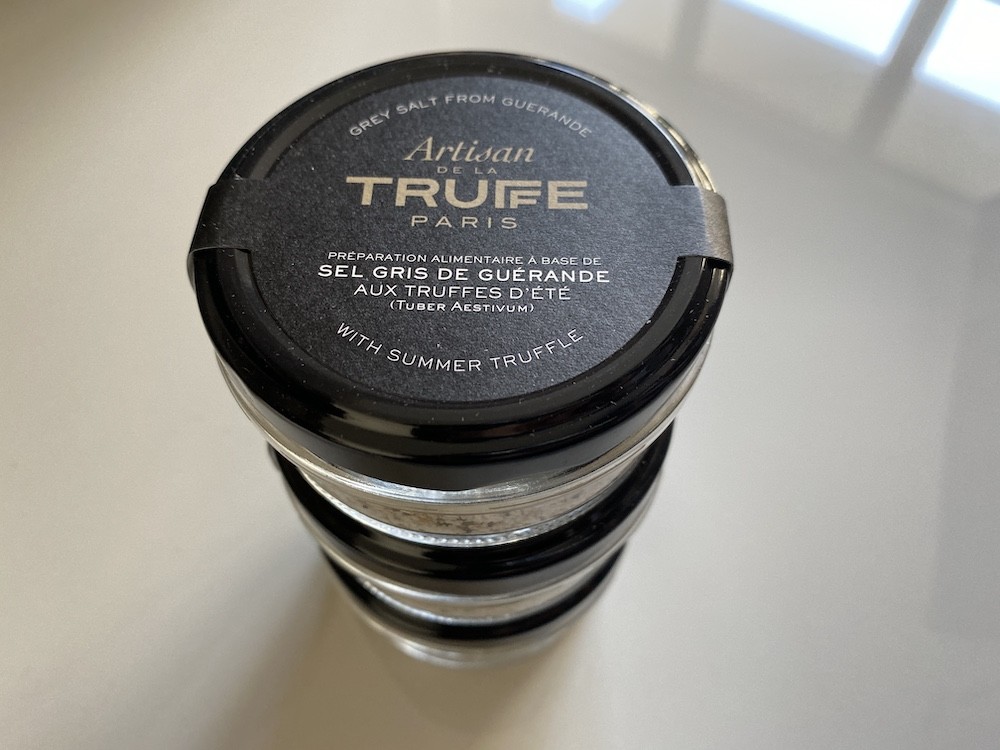 GREY SALT FROM GUERANDE
Artisan
DE LA
TRUFFE
PARIS
PRÉPARATION ALIMENTAIRE À BASE DE
SEL GRIS DE GUÉRANDE
AUX TRUFFES D'ÉTÉ
(TUBER AESTIVUM)
WITH SUMMER TRUFFLE